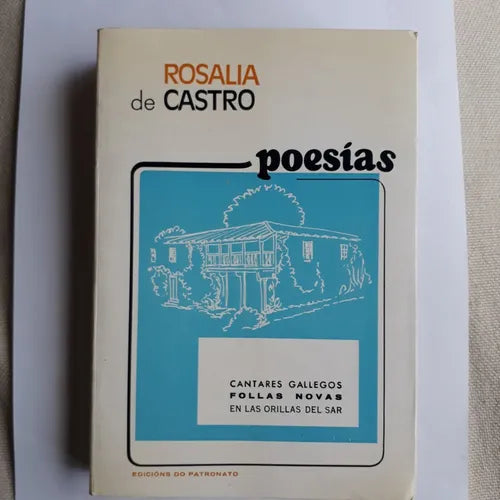 ROSALIA
de CASTRO
poesías
CANTARES GALLEGOS
FOLLAS NOVAS
EN LAS ORILLAS DEL SAR
EDICIÓNS DO PATRONATO